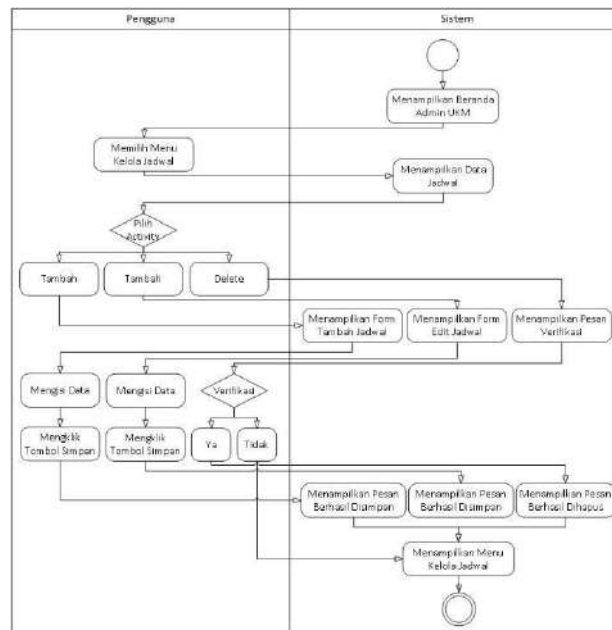 Pengguna
Sistem
Menampilkan Beranda
Admin UKM
Memilih Menu
Kelola Jadwal
Menampilkan Data
Jadwal
Pilih
Activity
Tambah
Tambah
Delete
Menampilkan Form
Tambah Jadwal
Menampilkan Form
Edit Jadwal
Menampilkan Pesan
Verifikasi
Mengisi Data
Mengisi Data
Verifikasi
Mengklik
Tombol Simpan
Mengklik
Tombol Simpan
Ya
Tidak
Menampilkan Pesan
Berhasil Disimpan
Menampilkan Pesan
Berhasil Disimpan
Menampilkan Pesan
Berhasil Dihapus
Menampilkan Menu
Kelola Jadwal